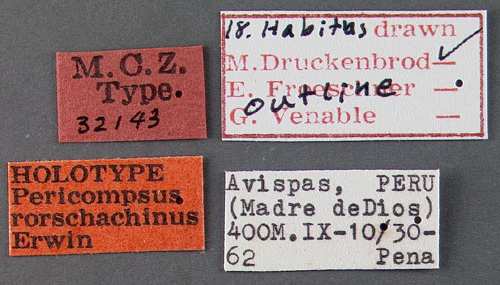 M.C.Z.
Type.
32143
18. Habitus drawn
M.Druckenbrod— ✓
E. Froeschner —
outline
G. Venable —
HOLOTYPE
Pericompsus
rorschachinus
Erwin
Avispas, PERU
(Madre deDios)
400M.IX-10/30-
62 Pena